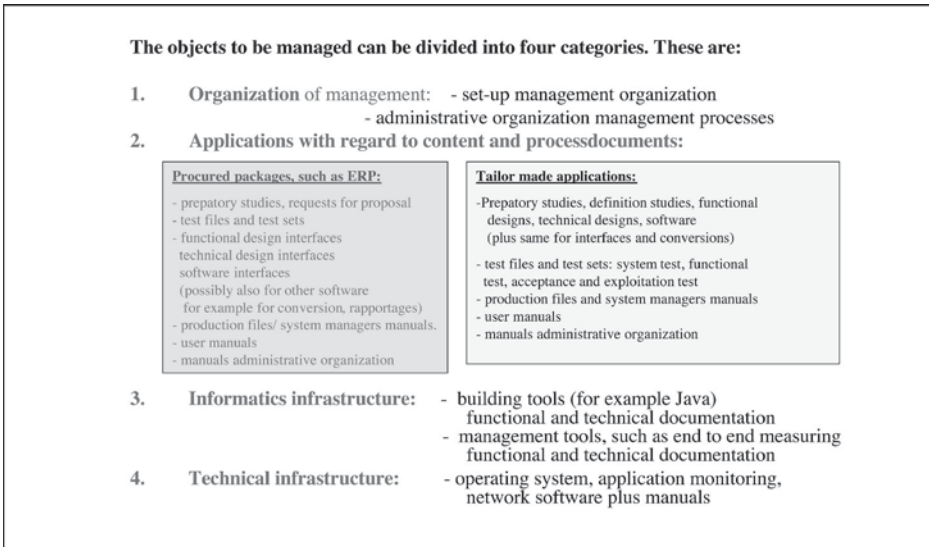 The objects to be managed can be divided into four categories. These are:
1. Organization of management: - set-up management organization
- administrative organization management processes
2. Applications with regard to content and processdocuments:
Procured packages, such as ERP:
- prepatory studies, requests for proposal
- test files and test sets
- functional design interfaces
technical design interfaces
software interfaces
(possibly also for other software
for example for conversion, rapportages)
- production files/ system managers manuals.
- user manuals
- manuals administrative organization
Tailor made applications:
-Prepatory studies, definition studies, functional
designs, technical designs, software
(plus same for interfaces and conversions)
- test files and test sets: system test, functional
test, acceptance and exploitation test
- production files and system managers manuals
- user manuals
- manuals administrative organization
3. Informatics infrastructure: - building tools (for example Java)
functional and technical documentation
- management tools, such as end to end measuring
functional and technical documentation
4. Technical infrastructure: - operating system, application monitoring,
network software plus manuals